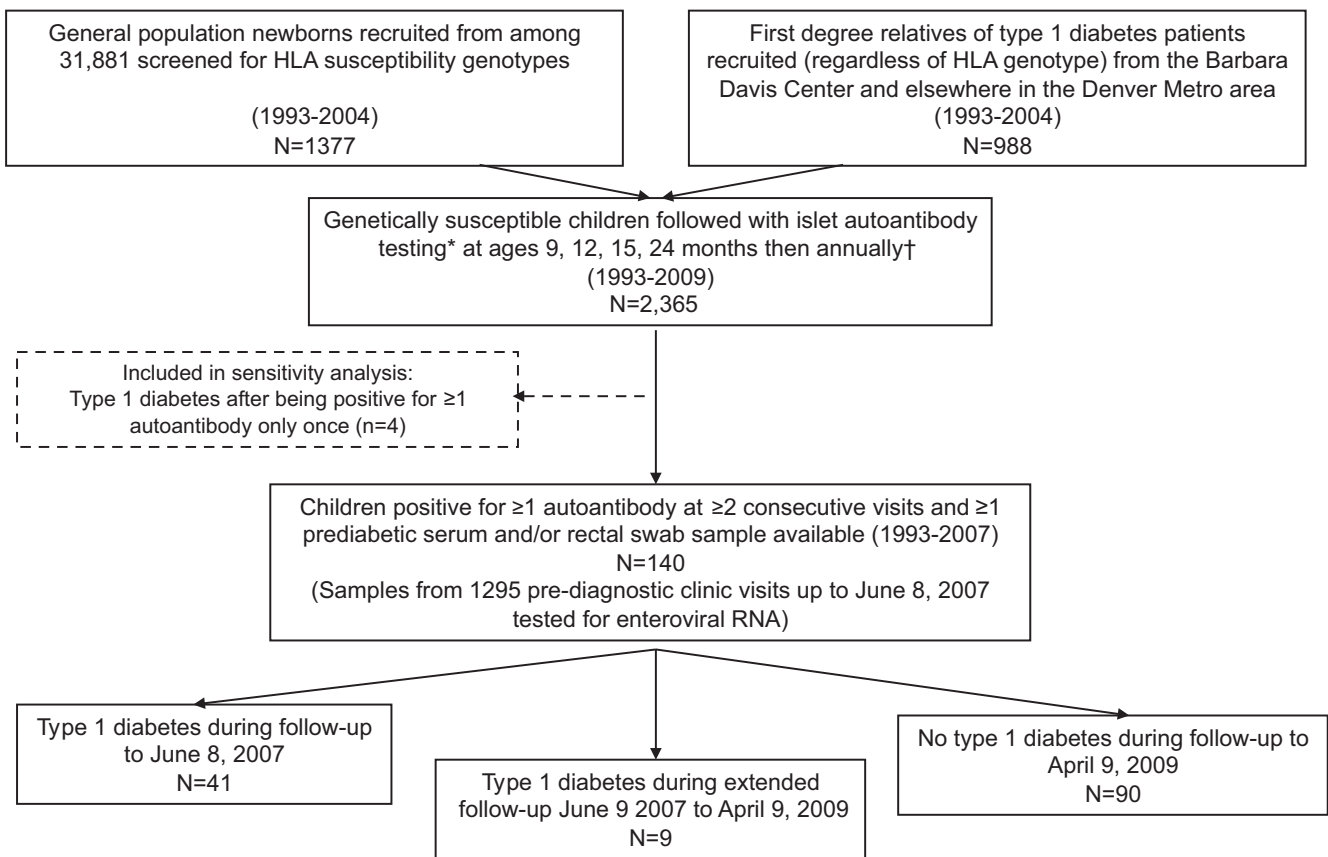 General population newborns recruited from among
31,881 screened for HLA susceptibility genotypes
(1993-2004)
N=1377
First degree relatives of type 1 diabetes patients
recruited (regardless of HLA genotype) from the Barbara
Davis Center and elsewhere in the Denver Metro area
(1993-2004)
N=988
Genetically susceptible children followed with islet autoantibody
testing* at ages 9, 12, 15, 24 months then annually†
(1993-2009)
N=2,365
Included in sensitivity analysis:
Type 1 diabetes after being positive for ≥1
autoantibody only once (n=4)
Children positive for ≥1 autoantibody at ≥2 consecutive visits and ≥1
prediabetic serum and/or rectal swab sample available (1993-2007)
N=140
(Samples from 1295 pre-diagnostic clinic visits up to June 8, 2007
tested for enteroviral RNA)
Type 1 diabetes during follow-up
to June 8, 2007
N=41
Type 1 diabetes during extended
follow-up June 9 2007 to April 9, 2009
N=9
No type 1 diabetes during follow-up to
April 9, 2009
N=90